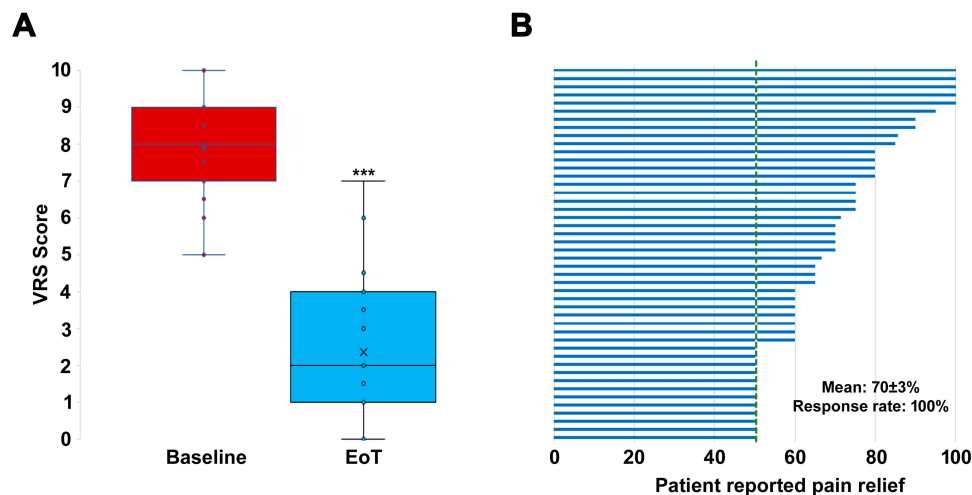 A
B
VRS Score
10
9
8
7
6
5
4
3
2
1
0
***
Baseline
EoT
Mean: 70±3%
Response rate: 100%
0
20
40
60
80
100
Patient reported pain relief